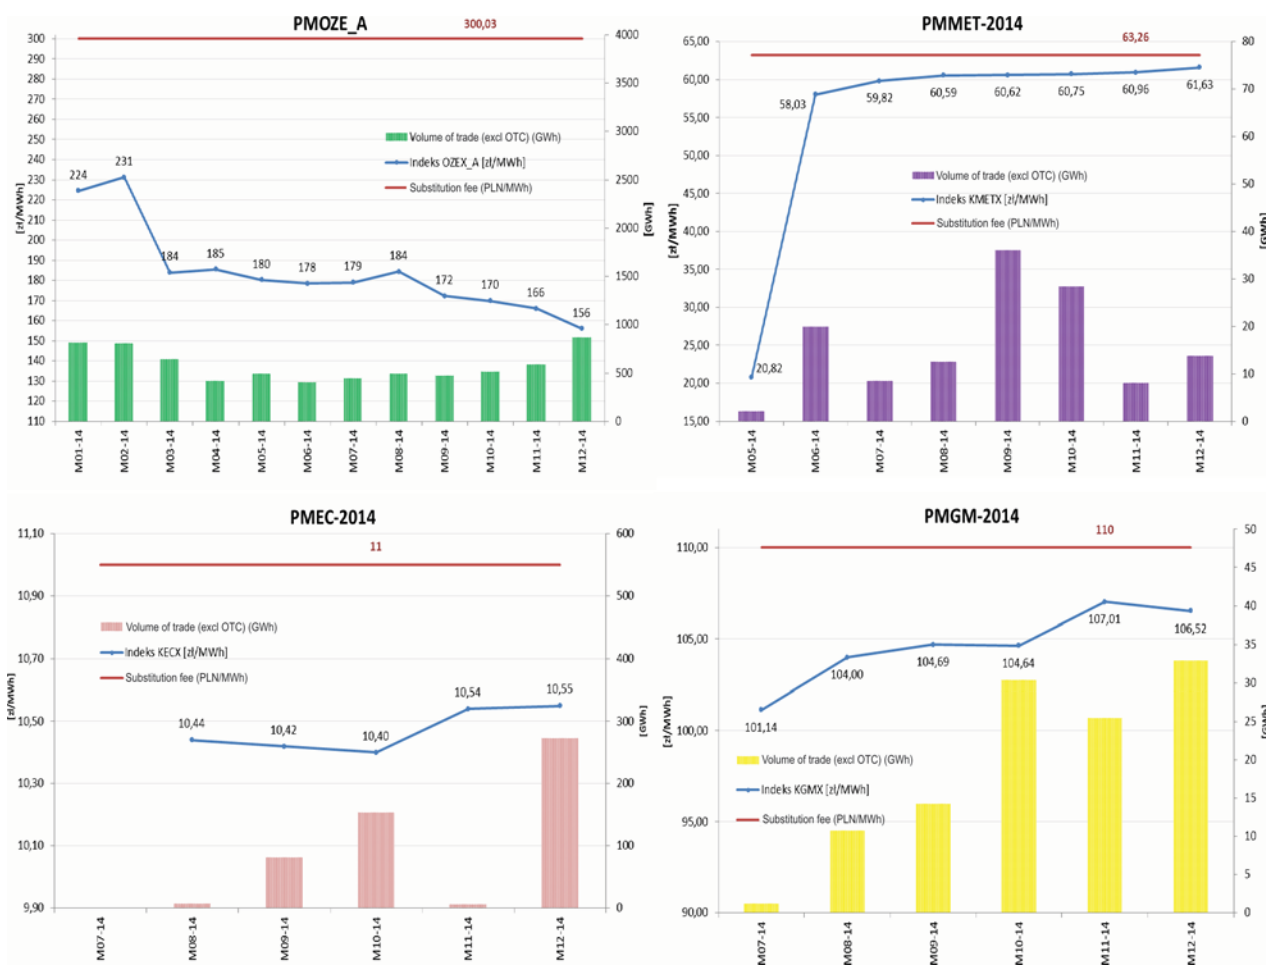 PMOZE_A
300,03
300
290
280
270
260
250
240
230
220
210
200
190
180
170
160
150
140
130
120
110
[zł/MWh]
4000
3500
3000
2500
2000
1500
1000
500
0
[GWh]
Volume of trade (excl OTC) (GWh)
Indeks OZEX_A [zł/MWh]
Substitution fee (PLN/MWh)
224
231
184
185
180
178
179
184
172
170
166
156
M01-14
M02-14
M03-14
M04-14
M05-14
M06-14
M07-14
M08-14
M09-14
M10-14
M11-14
M12-14
PMMET-2014
63,26
65,00
60,00
55,00
50,00
45,00
40,00
35,00
30,00
25,00
20,00
15,00
[zł/MWh]
80
70
60
50
40
30
20
10
0
[GWh]
58,03
59,82
60,59
60,62
60,75
60,96
61,63
20,82
Volume of trade (excl OTC) (GWh)
Indeks KMETX [zł/MWh]
Substitution fee (PLN/MWh)
M05-14
M06-14
M07-14
M08-14
M09-14
M10-14
M11-14
M12-14
PMEC-2014
11
11,10
10,90
10,70
10,50
10,30
10,10
9,90
[zł/MWh]
600
500
400
300
200
100
0
[GWh]
Volume of trade (excl OTC) (GWh)
Indeks KECX [zł/MWh]
Substitution fee (PLN/MWh)
10,44
10,42
10,40
10,54
10,55
M07-14
M08-14
M09-14
M10-14
M11-14
M12-14
PMGM-2014
110
110,00
105,00
100,00
95,00
90,00
[zł/MWh]
50
45
40
35
30
25
20
15
10
5
0
[GWh]
101,14
104,00
104,69
104,64
107,01
106,52
Volume of trade (excl OTC) (GWh)
Indeks KGMX [zł/MWh]
Substitution fee (PLN/MWh)
M07-14
M08-14
M09-14
M10-14
M11-14
M12-14